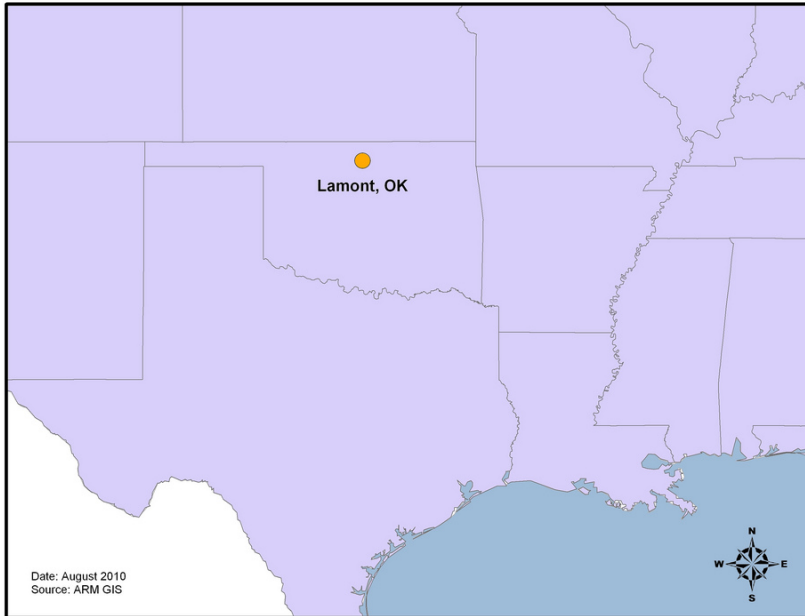 Lamont, OK
N
W E
S
Date: August 2010
Source: ARM GIS